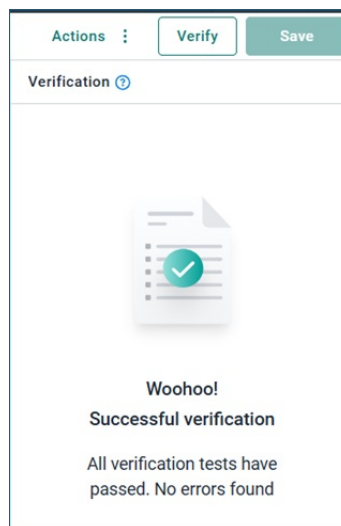 Actions Verify Save
Verification
Woohoo!
Successful verification
All verification tests have
passed. No errors found